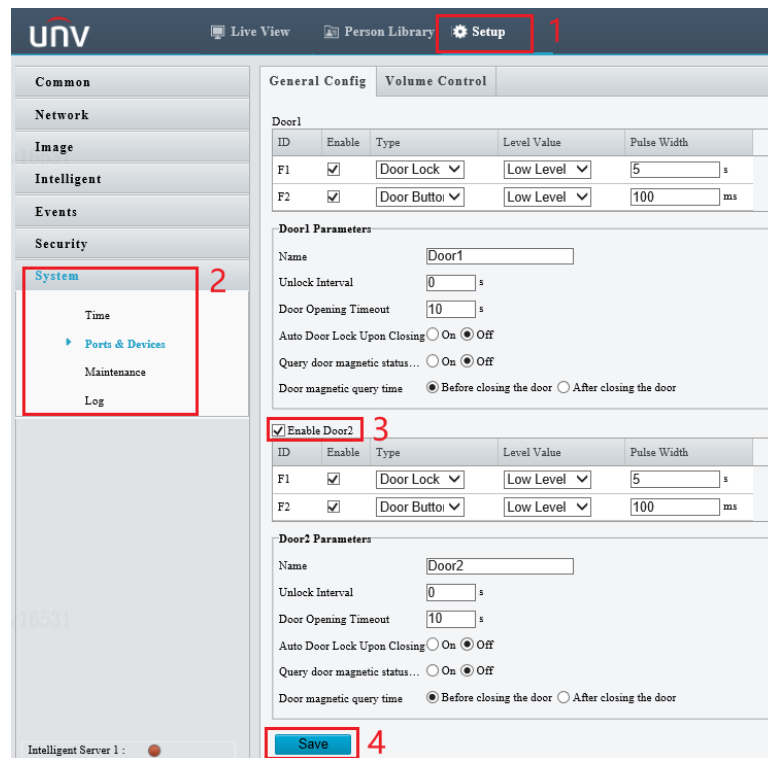 unv Live View Person Library Setup 1
Common
Network
Image
Intelligent
Events
Security
System 2
Time
Ports & Devices
Maintenance
Log
Intelligent Server 1 :
General Config Volume Control
Door1
ID Enable Type Level Value Pulse Width
F1 Door Lock Low Level 5 s
F2 Door Button Low Level 100 ms
Door1 Parameters
Name Door1
Unlock Interval 0 s
Door Opening Timeout 10 s
Auto Door Lock Upon Closing On Off
Query door magnetic status... On Off
Door magnetic query time Before closing the door After closing the door
Enable Door2 3
ID Enable Type Level Value Pulse Width
F1 Door Lock Low Level 5 s
F2 Door Button Low Level 100 ms
Door2 Parameters
Name Door2
Unlock Interval 0 s
Door Opening Timeout 10 s
Auto Door Lock Upon Closing On Off
Query door magnetic status... On Off
Door magnetic query time Before closing the door After closing the door
Save 4